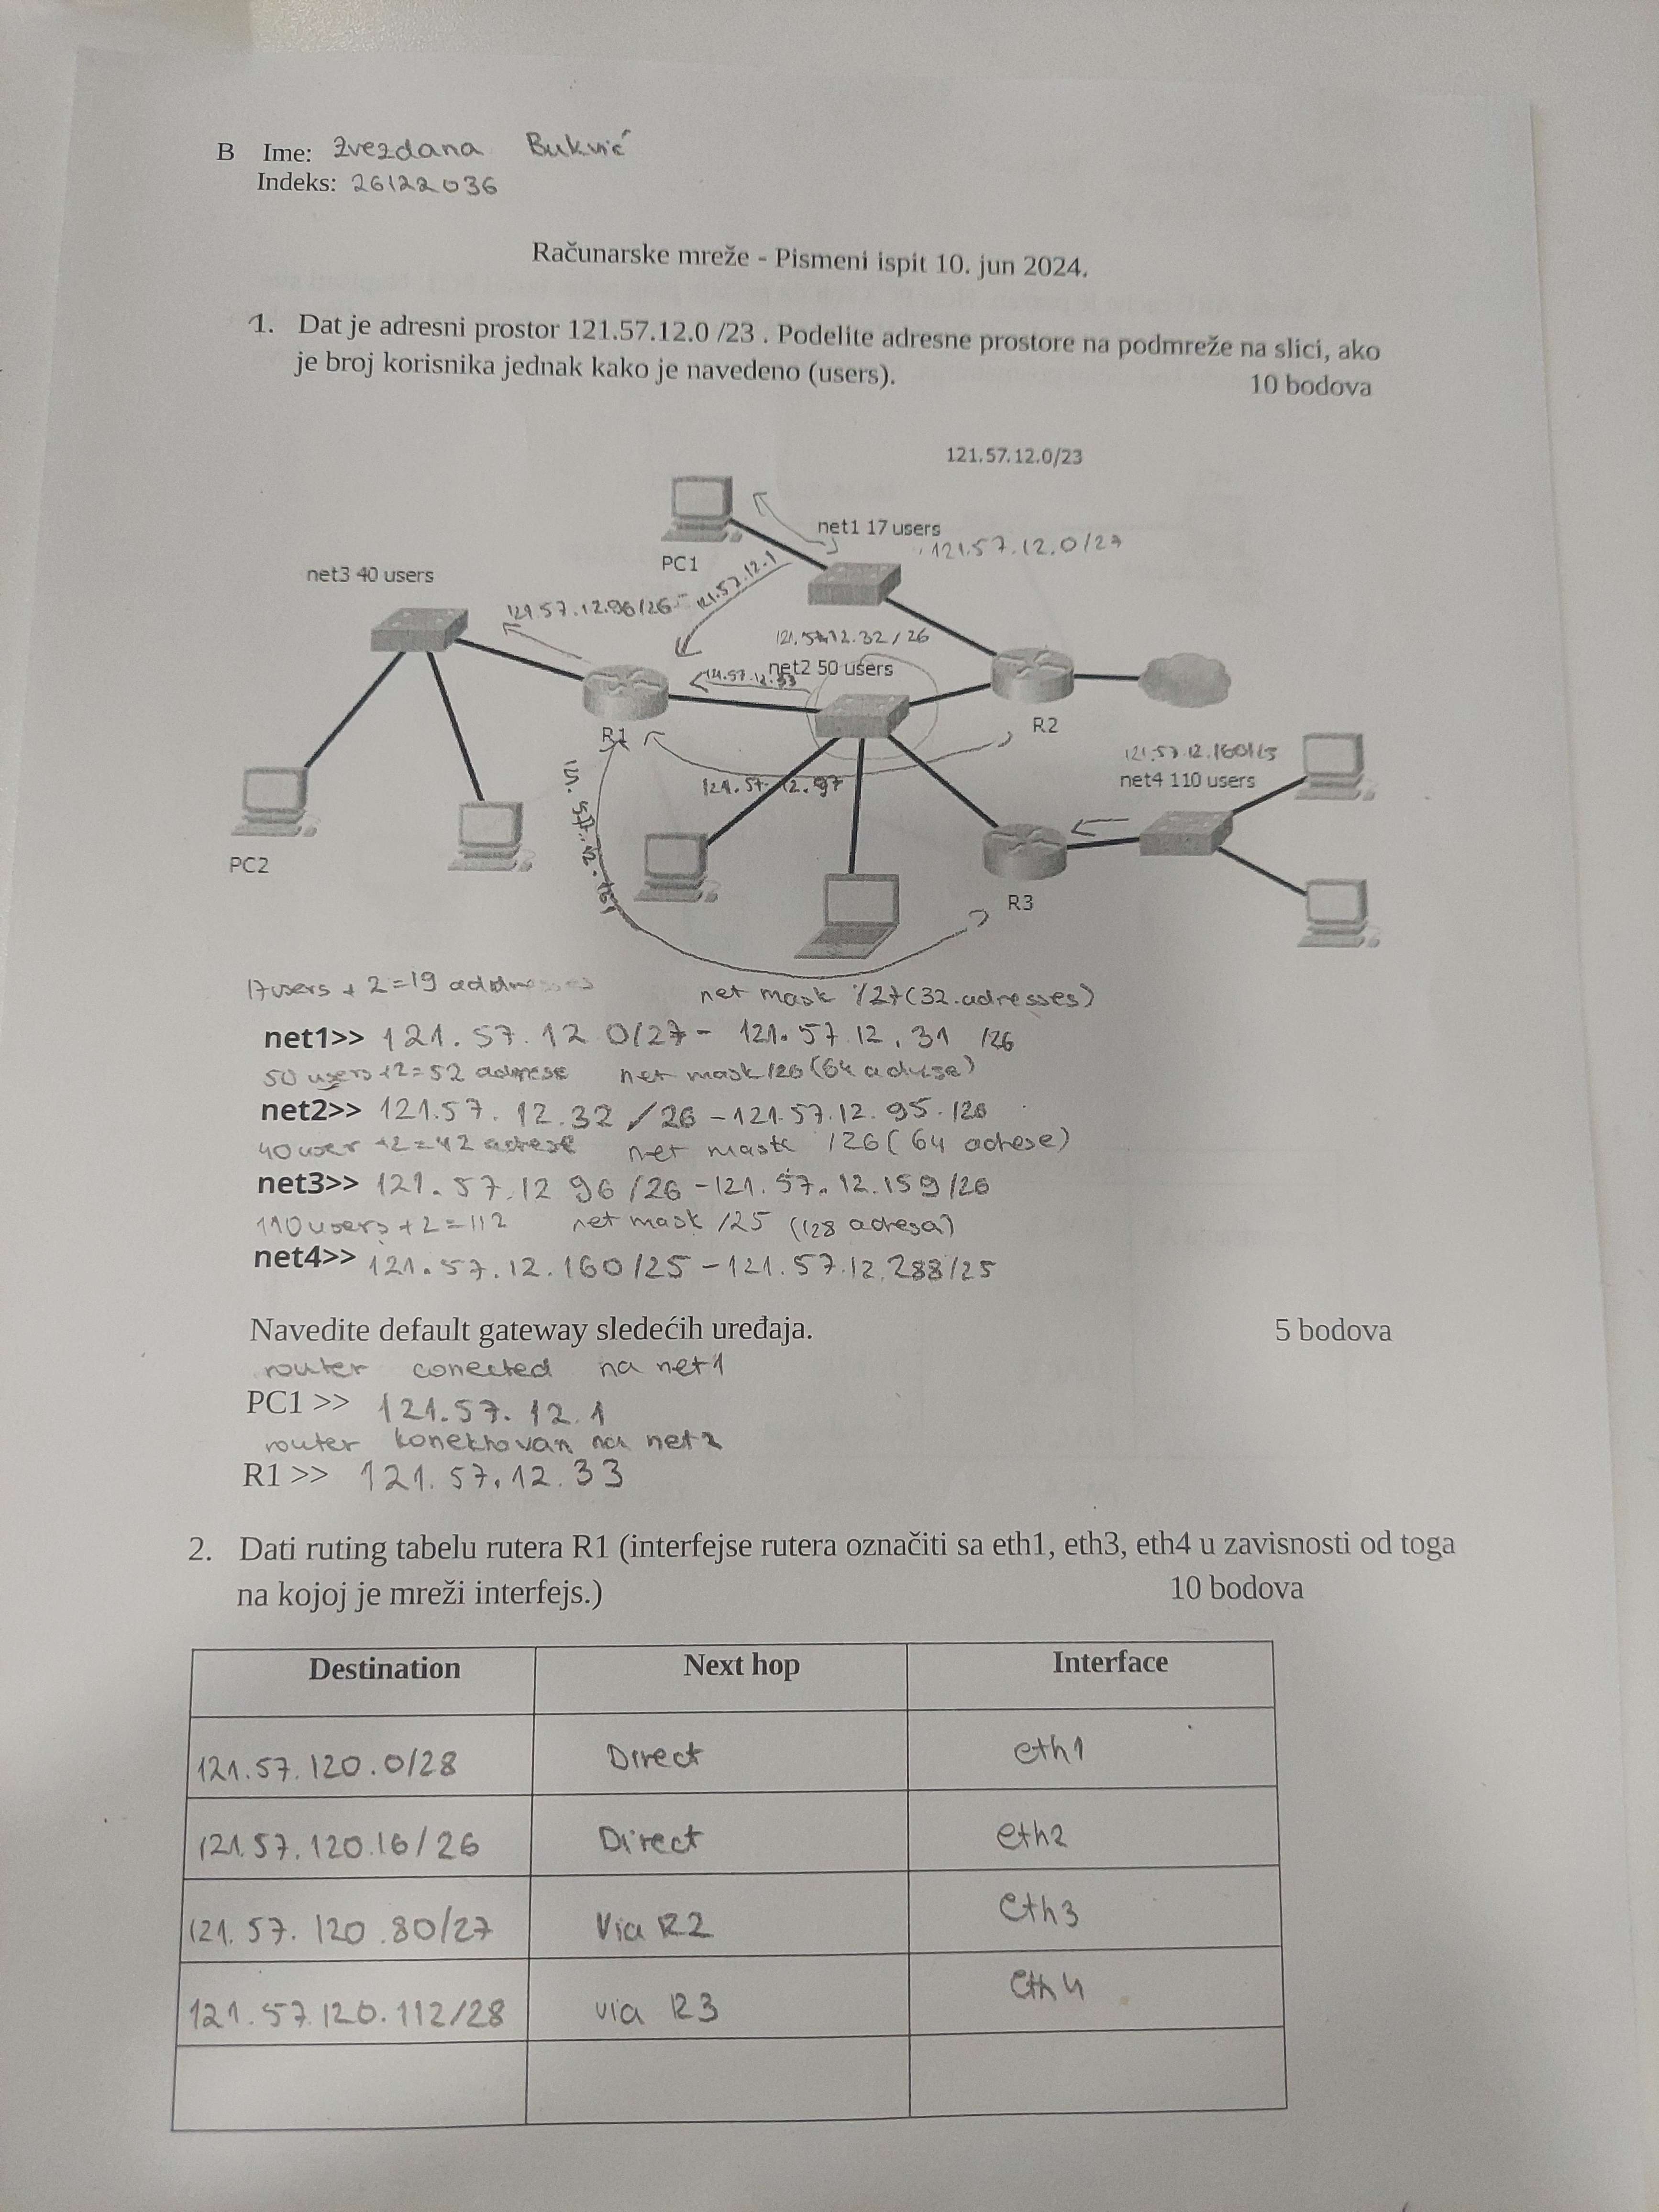 B Ime: Zvezdana Bukvić
Indeks: 26122036
Računarske mreže - Pismeni ispit 10. jun 2024.
1. Dat je adresni prostor 121.57.12.0 /23 . Podelite adresne prostore na podmreže na slici, ako
je broj korisnika jednak kako je navedeno (users).
10 bodova
121.57.12.0/23
net1 17 users
121.57.12.0/27
PC1
net3 40 users
121.57.12.96/26
121.57.12.1
121.57.12.32 / 26
net2 50 users
121.57.12.33
R1
R2
121.57.12.160/25
net4 110 users
121.57.12.97
121.57.12.161
PC2
R3
17users + 2=19 net mask /27(32.adresses)
net1>> 121.57.12 0/27 - 121.57.12.31 /26
50 users +2=52 net mask /26 (64 )
net2>> 121.57.12.32 /26 -121.57.12.95.126
40 user +2=42 adrese net mask 126( 64 adrese)
net3>> 121.57.12 96 /26 -121.57.12.159/26
110users +2=112 net mask /25 (128 adresa)
net4>> 121.57.12.160/25 -121.57.12.288/25
Navedite default gateway sledećih uređaja.
5 bodova
router conected na net1
PC1 >> 121.57.12.1
router konektovan na net2
R1 >> 121.57.12.33
2. Dati ruting tabelu rutera R1 (interfejse rutera označiti sa eth1, eth3, eth4 u zavisnosti od toga
na kojoj je mreži interfejs.)
10 bodova
Destination Next hop Interface
121.57.120.0/28 Direct eth1
121.57.120.16/26 Direct eth2
121.57.120.80/27 Via R2 eth3
121.57.120.112/28 via R3 eth4